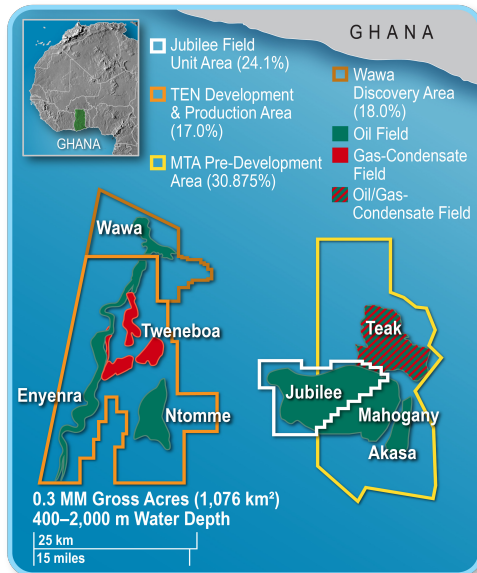 GHANA
GHANA
Jubilee Field
Unit Area (24.1%)
TEN Development
& Production Area
(17.0%)
MTA Pre-Development
Area (30.875%)
Wawa
Discovery Area
(18.0%)
Oil Field
Gas-Condensate
Field
Oil/Gas-
Condensate Field
Wawa
Tweneboa
Enyenra
Ntomme
Teak
Jubilee
Mahogany
Akasa
0.3 MM Gross Acres (1,076 km²)
400–2,000 m Water Depth
25 km
15 miles